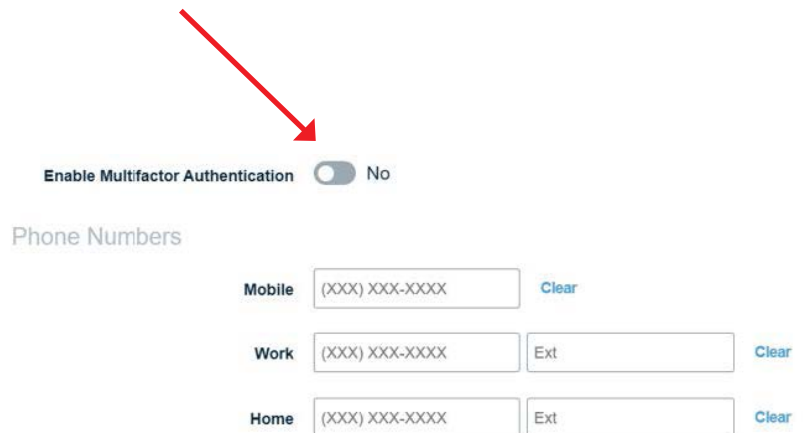 Enable Multifactor Authentication No
Phone Numbers
Mobile (XXX) XXX-XXXX Clear
Work (XXX) XXX-XXXX Ext Clear
Home (XXX) XXX-XXXX Ext Clear